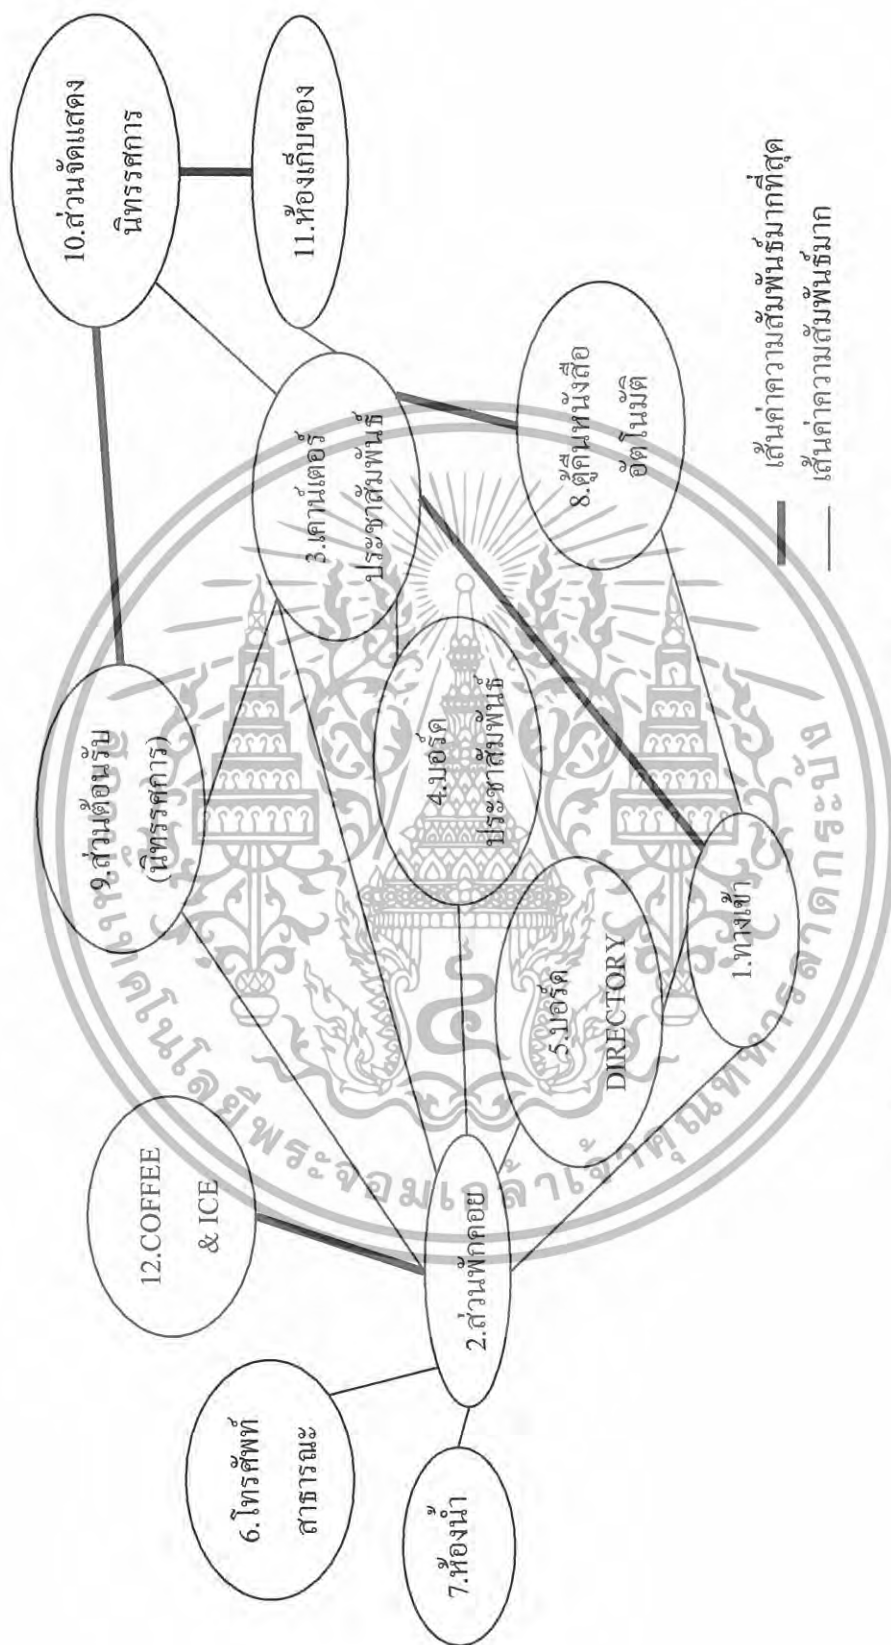 10.ส่วนจัดแสดง
นิทรรศการ
11.ห้องเก็บของ
3.เคาน์เตอร์
ประชาสัมพันธ์
8.ตู้คืนหนังสือ
อัตโนมัติ
9.ส่วนต้อนรับ
(นิทรรศการ)
4.บอร์ด
ประชาสัมพันธ์
5.บอร์ด
DIRECTORY
1.ทางเข้า
12.COFFEE
& ICE
2.ส่วนพักคอย
6.โทรศัพท์
สาธารณะ
7.ห้องน้ำ
เส้นค่าความสัมพันธ์มากที่สุด
เส้นค่าความสัมพันธ์มาก